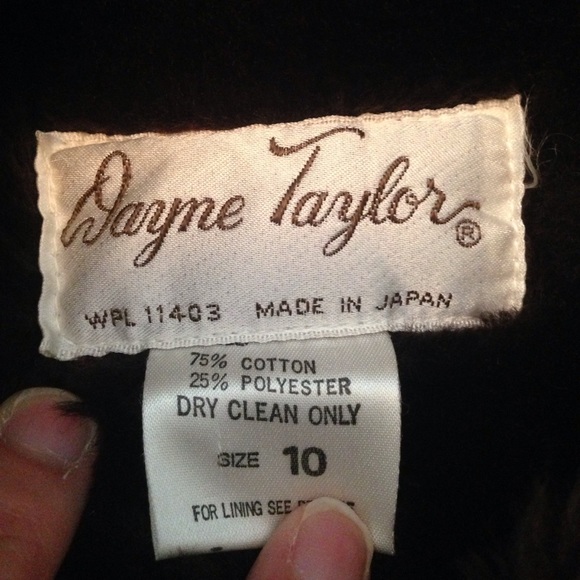 Dayne Taylor ®
WPL 11403 MADE IN JAPAN
75% COTTON
25% POLYESTER
DRY CLEAN ONLY
SIZE 10
FOR LINING SEE